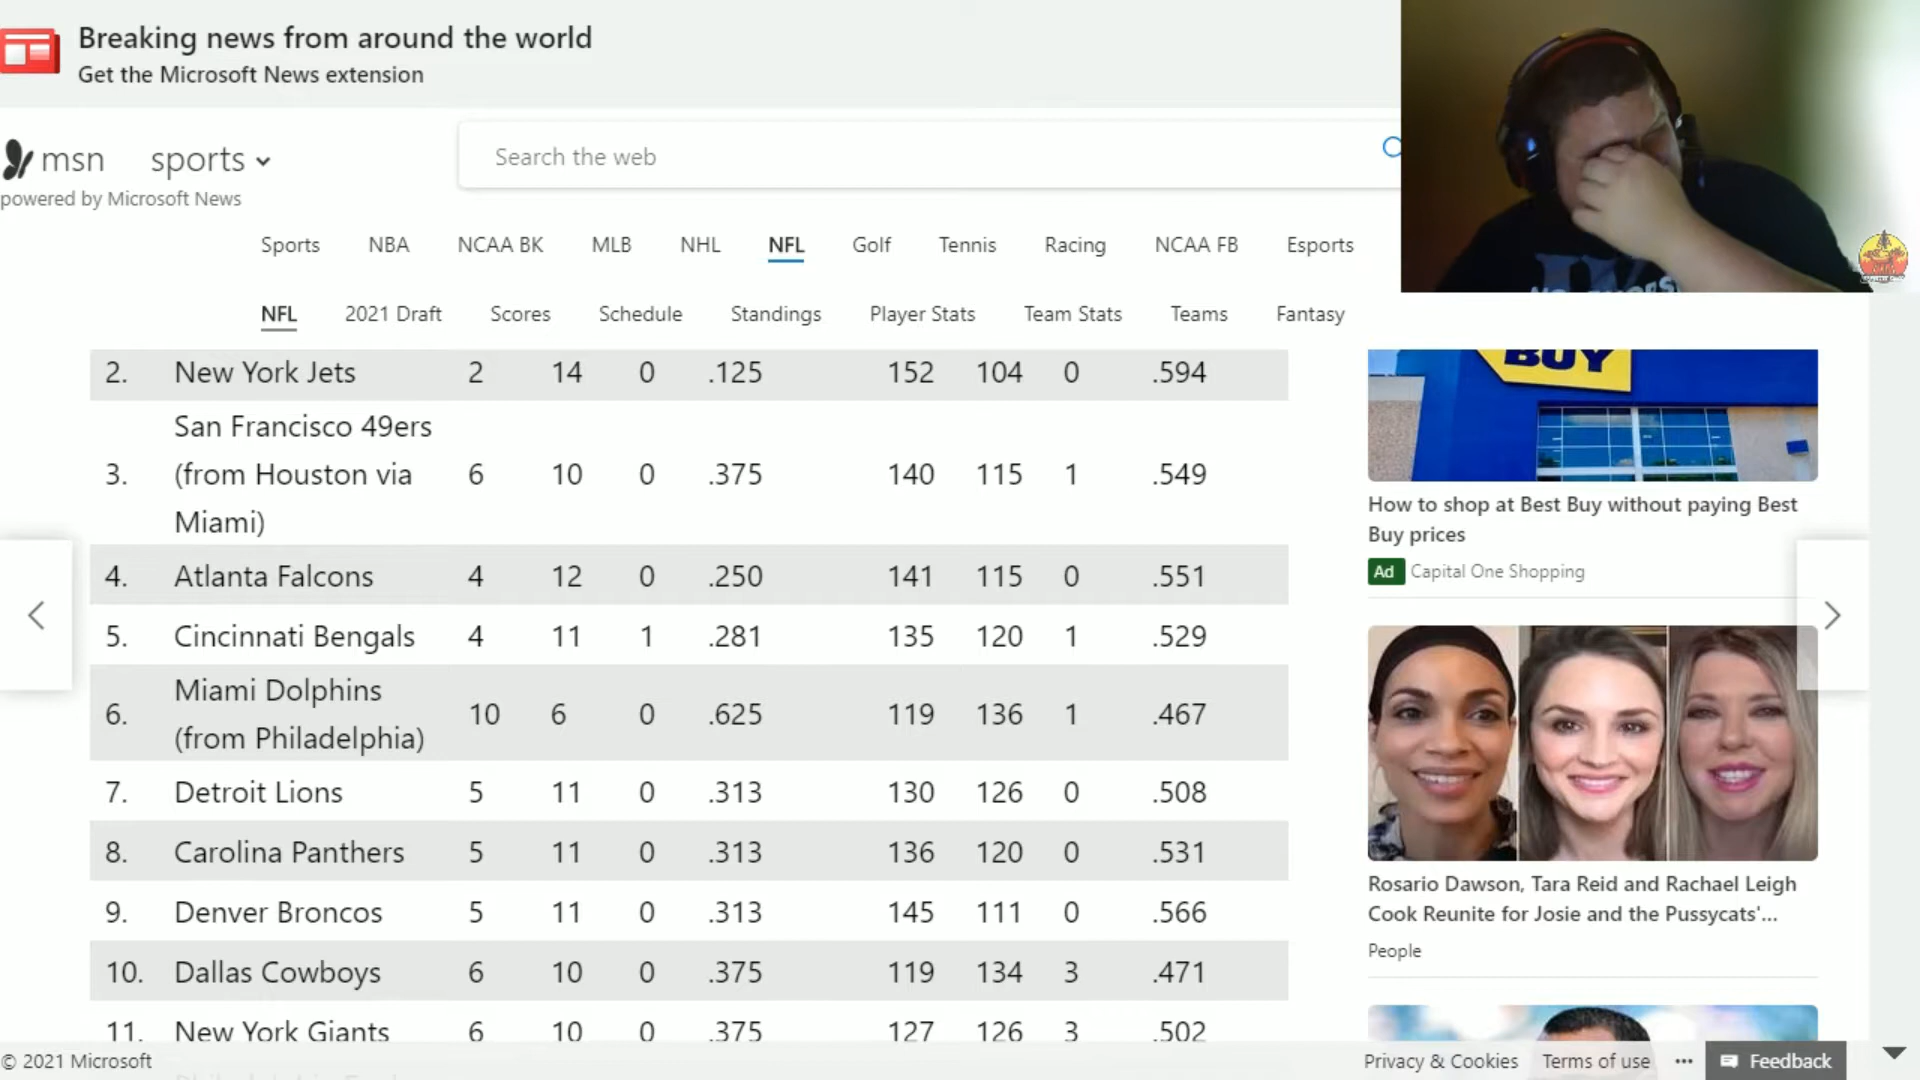 Breaking news from around the world
Get the Microsoft News extension
msn sports
powered by Microsoft News
Search the web
Sports NBA NCAA BK MLB NHL NFL Golf Tennis Racing NCAA FB Esports
NFL 2021 Draft Scores Schedule Standings Player Stats Team Stats Teams Fantasy
2. New York Jets 2 14 0 .125 152 104 0 .594
San Francisco 49ers
3. (from Houston via 6 10 0 .375 140 115 1 .549
Miami)
4. Atlanta Falcons 4 12 0 .250 141 115 0 .551
5. Cincinnati Bengals 4 11 1 .281 135 120 1 .529
Miami Dolphins
6. 10 6 0 .625 119 136 1 .467
(from Philadelphia)
7. Detroit Lions 5 11 0 .313 130 126 0 .508
8. Carolina Panthers 5 11 0 .313 136 120 0 .531
9. Denver Broncos 5 11 0 .313 145 111 0 .566
10. Dallas Cowboys 6 10 0 .375 119 134 3 .471
11. New York Giants 6 10 0 .375 127 126 3 .502
BUY
How to shop at Best Buy without paying Best
Buy prices
Ad Capital One Shopping
Rosario Dawson, Tara Reid and Rachael Leigh
Cook Reunite for Josie and the Pussycats'...
People
© 2021 Microsoft
Privacy & Cookies Terms of use ... Feedback